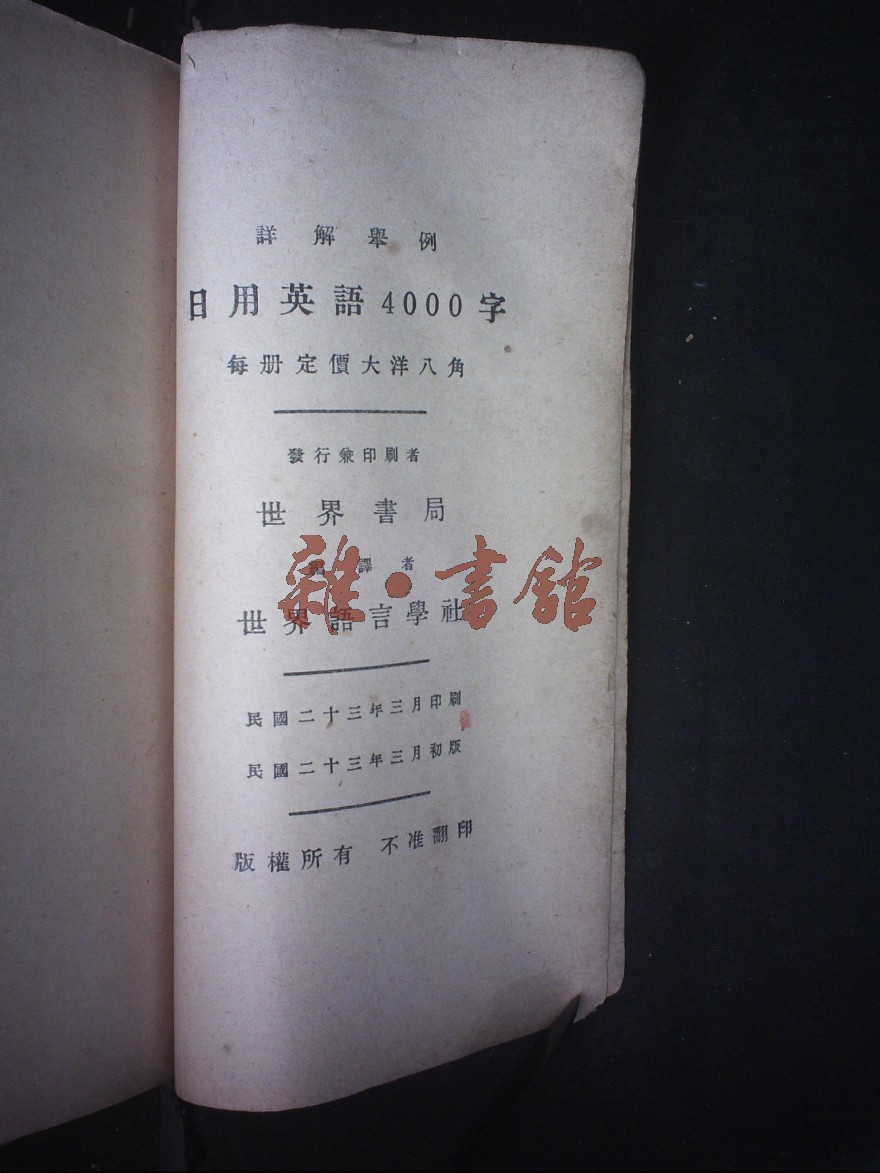 詳解舉例
日用英語4000字
每册定價大洋八角
發行兼印刷者
世界書局
譯者
雜·書館
世界語言學社
民國二十三年三月印刷
民國二十三年三月初版
版權所有 不准翻印